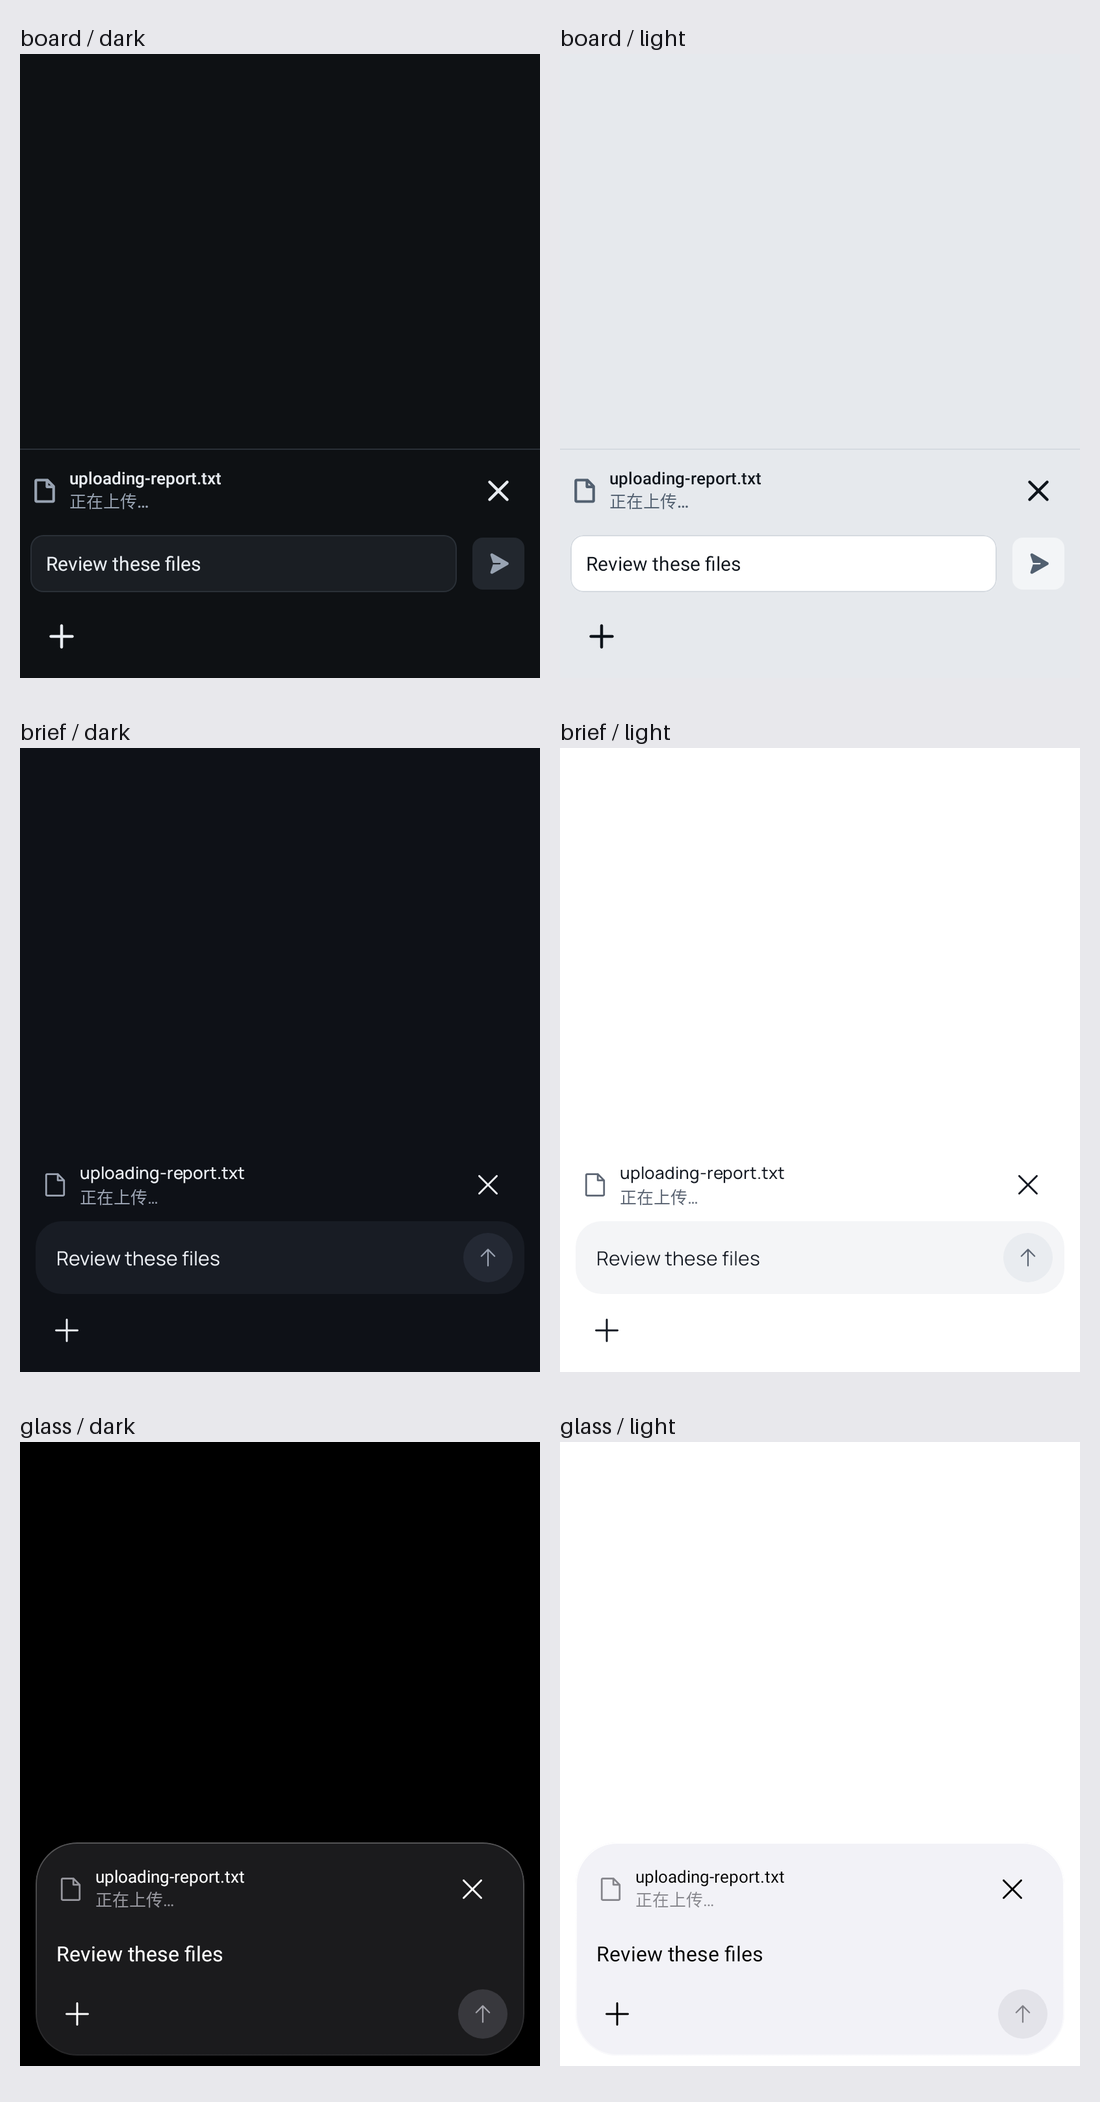 board / dark
uploading-report.txt
正在上传...
Review these files
board / light
uploading-report.txt
正在上传...
Review these files
brief / dark
uploading-report.txt
正在上传...
Review these files
brief / light
uploading-report.txt
正在上传...
Review these files
glass / dark
uploading-report.txt
正在上传...
Review these files
glass / light
uploading-report.txt
正在上传...
Review these files